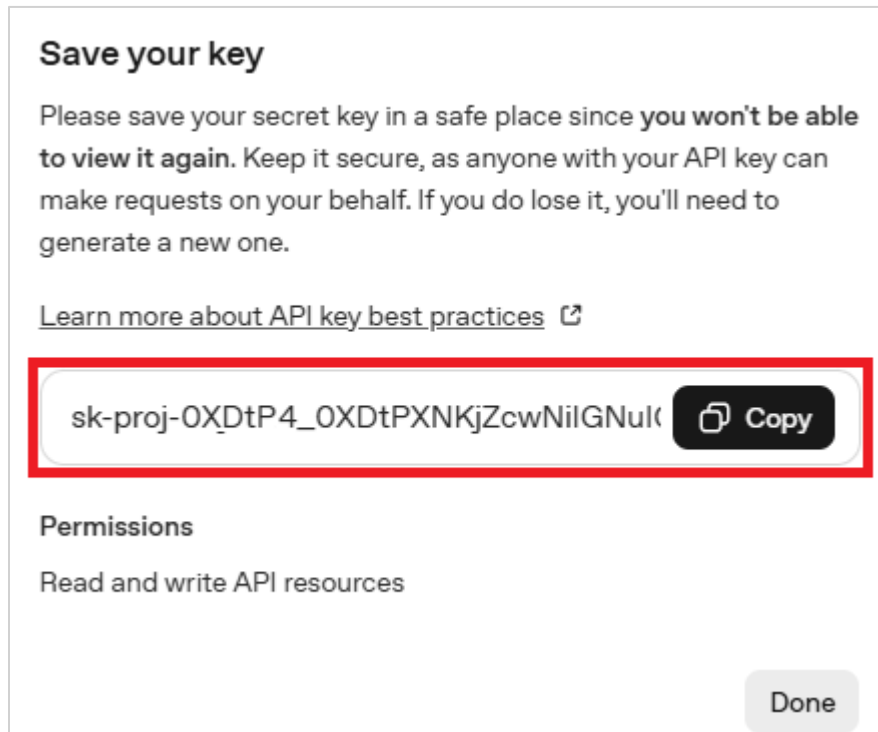 Save your key
Please save your secret key in a safe place since you won't be able
to view it again. Keep it secure, as anyone with your API key can
make requests on your behalf. If you do lose it, you'll need to
generate a new one.
Learn more about API key best practices
Copy
Permissions
Read and write API resources
Done